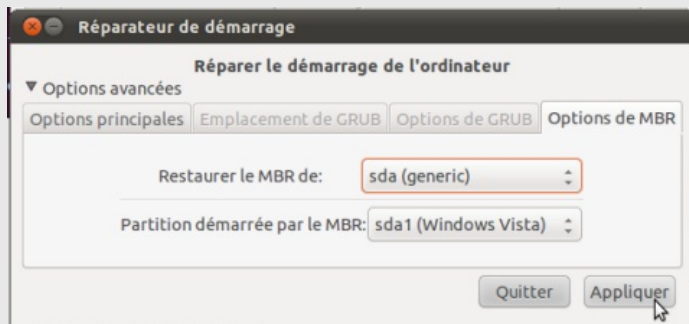 Réparateur de démarrage
Réparer le démarrage de l'ordinateur
Options avancées
Options principales Emplacement de GRUB Options de GRUB Options de MBR
Restaurer le MBR de: sda (generic)
Partition démarrée par le MBR: sda1 (Windows Vista)
Quitter Appliquer